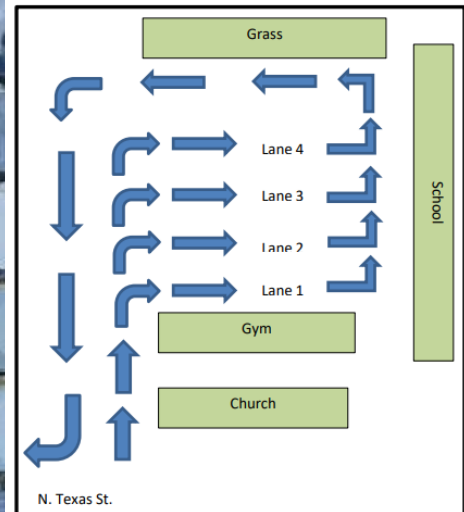 Grass
Lane 4
Lane 3
School
Lane 2
Lane 1
Gym
Church
N. Texas St.